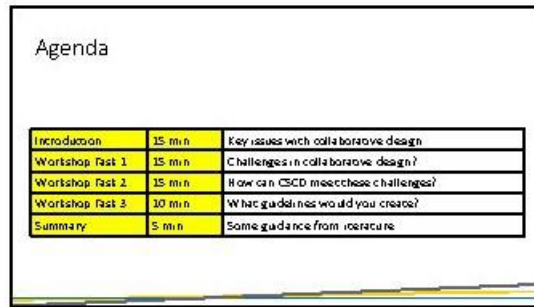 Agenda
Introduction 15 min Key issues with collaborative design
Workshop Task 1 15 min Challenges in collaborative design?
Workshop Task 2 15 min How can CSCD meet these challenges?
Workshop Task 3 10 min What guidelines would you create?
Summary 5 min Some guidance from literature